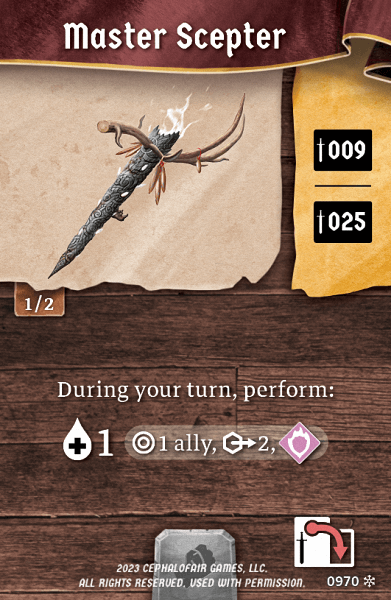 Master Scepter
009
025
1/2
During your turn, perform:
1 1 ally, 2,
2023 CEPHALOFAIR GAMES, LLC.
ALL RIGHTS RESERVED. USED WITH PERMISSION.
0970